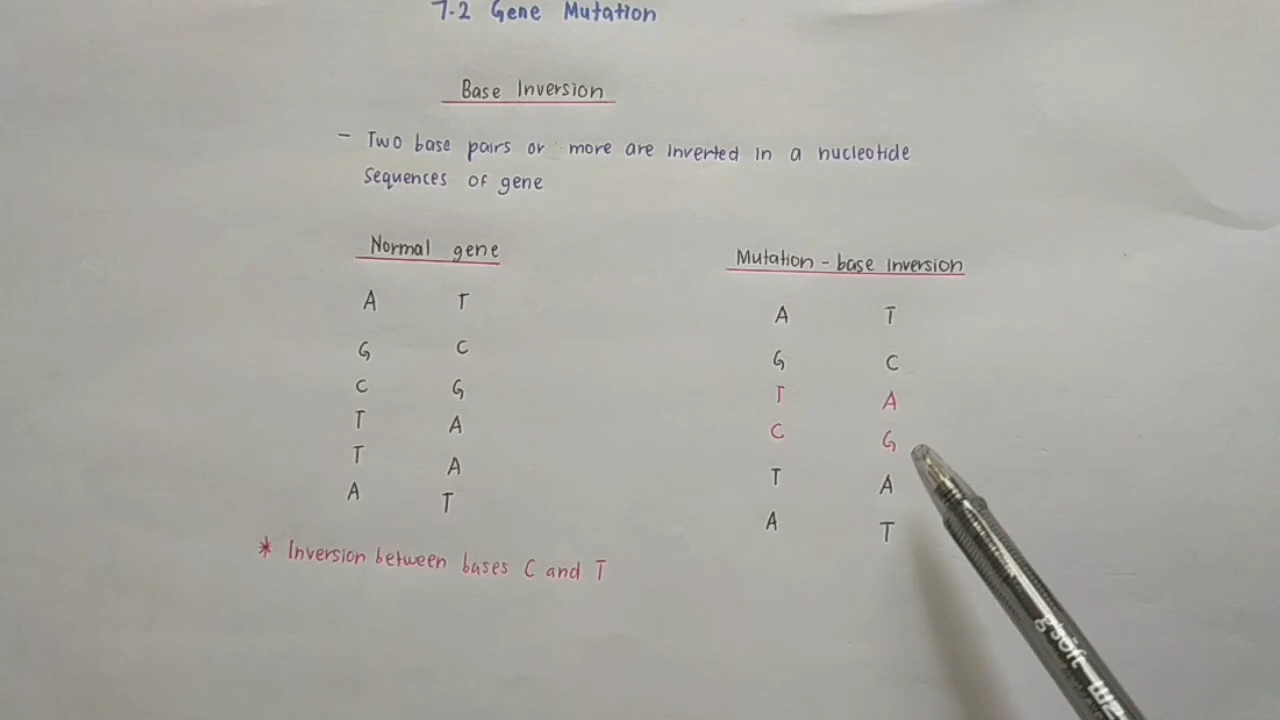 7.2 Gene Mutation
Base Inversion
- Two base pairs or more are inverted in a nucleotide
sequences of gene
Normal gene
A T
G C
C G
T A
T A
A T
* Inversion between bases C and T
Mutation - base inversion
A T
G C
T A
C G
T A
A T
g'soft